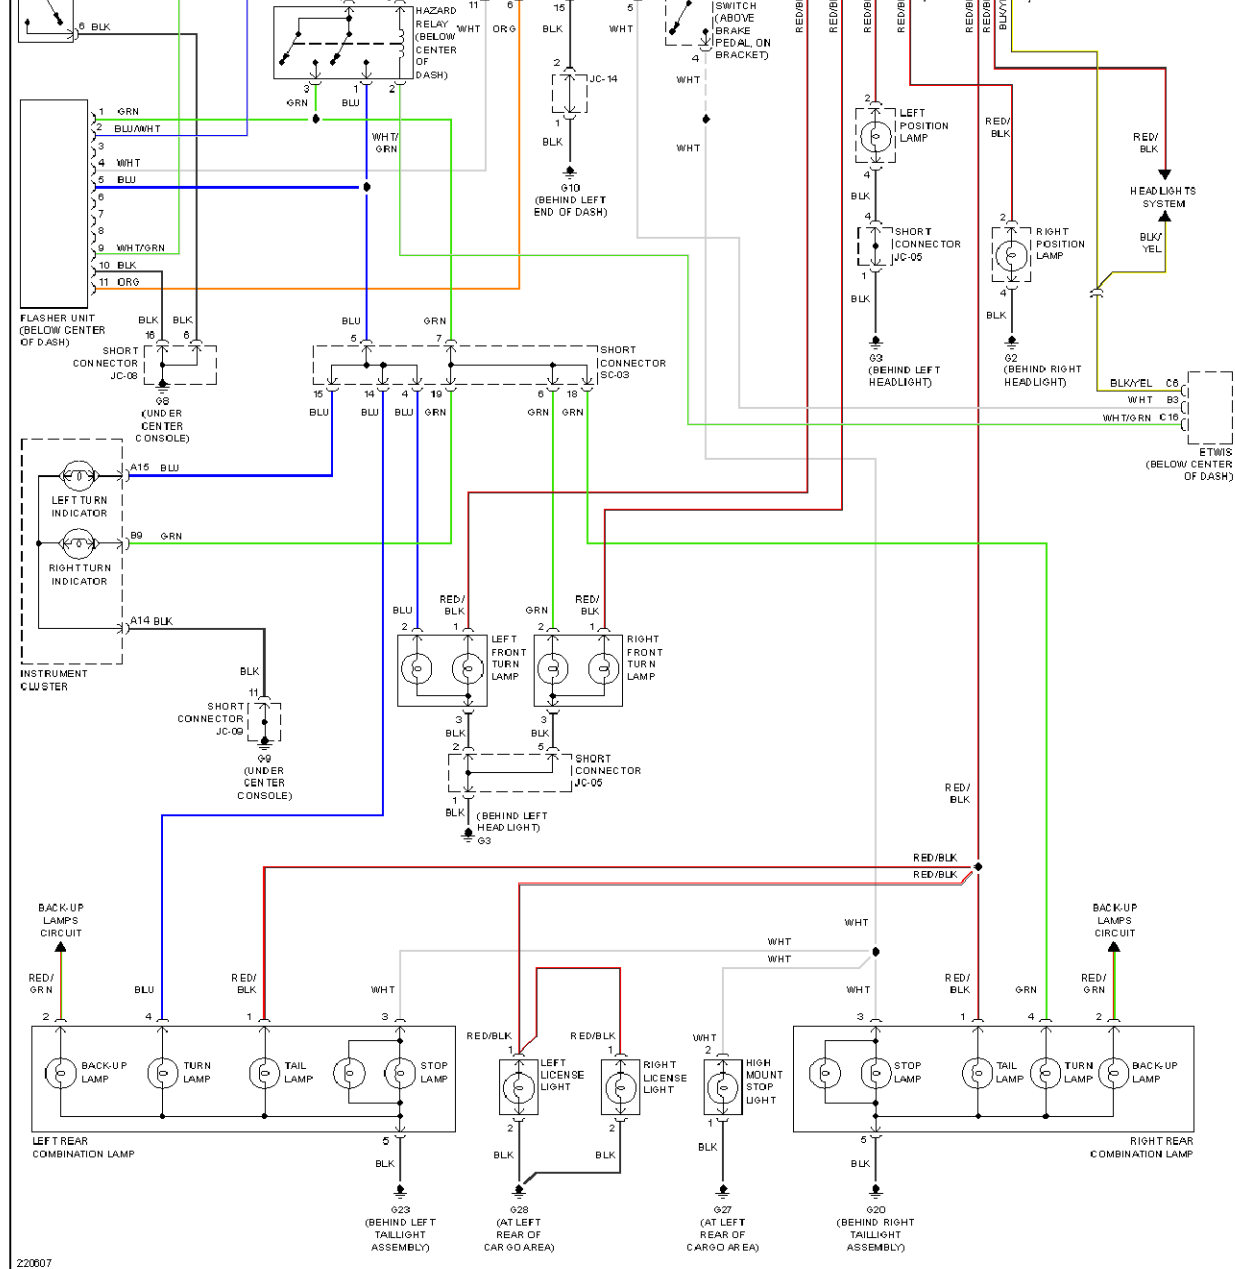 6 BLK
HAZARD
RELAY
(BELOW
CENTER
OF
DASH)
3
1
2
GRN
BLU
WHT/
GRN
11
6
WHT
ORG
15
BLK
2
JC-14
1
BLK
G10
(BEHIND LEFT
END OF DASH)
5
WHT
SWITCH
(ABOVE
BRAKE
PEDAL, ON
BRACKET)
4
WHT
WHT
RED/B
RED/BL
RED/B
RED/B
RED/B
BLK/Y
2
LEFT
POSITION
LAMP
4
BLK
4
SHORT
CONNECTOR
JC-05
1
BLK
G3
(BEHIND LEFT
HEADLIGHT)
RED/
BLK
2
RIGHT
POSITION
LAMP
4
BLK
G2
(BEHIND RIGHT
HEADLIGHT)
RED/
BLK
HEADLIGHTS
SYSTEM
BLK/
YEL
1 GRN
2 BLU/WHT
3
4 WHT
5 BLU
6
7
8
9 WHT/GRN
10 BLK
11 ORG
FLASHER UNIT
(BELOW CENTER
OF DASH)
BLK
BLK
16
6
SHORT
CONNECTOR
JC-08
G8
(UNDER
CENTER
CONSOLE)
BLU
GRN
5
7
SHORT
CONNECTOR
SC-03
15
14
4
19
6
18
BLU
BLU
BLU
GRN
GRN
GRN
BLK/YEL C6
WHT B3
WHT/GRN C16
ETWIS
(BELOW CENTER
OF DASH)
A15 BLU
LEFT TURN
INDICATOR
B9 GRN
RIGHT TURN
INDICATOR
A14 BLK
INSTRUMENT
CLUSTER
BLK
11
SHORT
CONNECTOR
JC-09
G9
(UNDER
CENTER
CONSOLE)
BLU
RED/
BLK
GRN
RED/
BLK
2
1
2
1
LEFT
FRONT
TURN
LAMP
RIGHT
FRONT
TURN
LAMP
3
3
BLK
BLK
2
5
SHORT
CONNECTOR
JC-05
1
BLK
(BEHIND LEFT
HEADLIGHT)
G3
RED/
BLK
RED/BLK
RED/BLK
BACK-UP
LAMPS
CIRCUIT
BACK-UP
LAMPS
CIRCUIT
WHT
WHT
WHT
RED/
GRN
BLU
RED/
BLK
WHT
WHT
RED/
BLK
GRN
RED/
GRN
2
4
1
3
3
1
4
2
RED/BLK
RED/BLK
WHT
1
1
2
BACK-UP
LAMP
TURN
LAMP
TAIL
LAMP
STOP
LAMP
LEFT
LICENSE
LIGHT
RIGHT
LICENSE
LIGHT
HIGH
MOUNT
STOP
LIGHT
STOP
LAMP
TAIL
LAMP
TURN
LAMP
BACK-UP
LAMP
LEFT REAR
COMBINATION LAMP
5
2
2
1
5
RIGHT REAR
COMBINATION LAMP
BLK
BLK
BLK
BLK
BLK
G23
(BEHIND LEFT
TAILLIGHT
ASSEMBLY)
G28
(AT LEFT
REAR OF
CARGO AREA)
G27
(AT LEFT
REAR OF
CARGO AREA)
G20
(BEHIND RIGHT
TAILLIGHT
ASSEMBLY)
220607